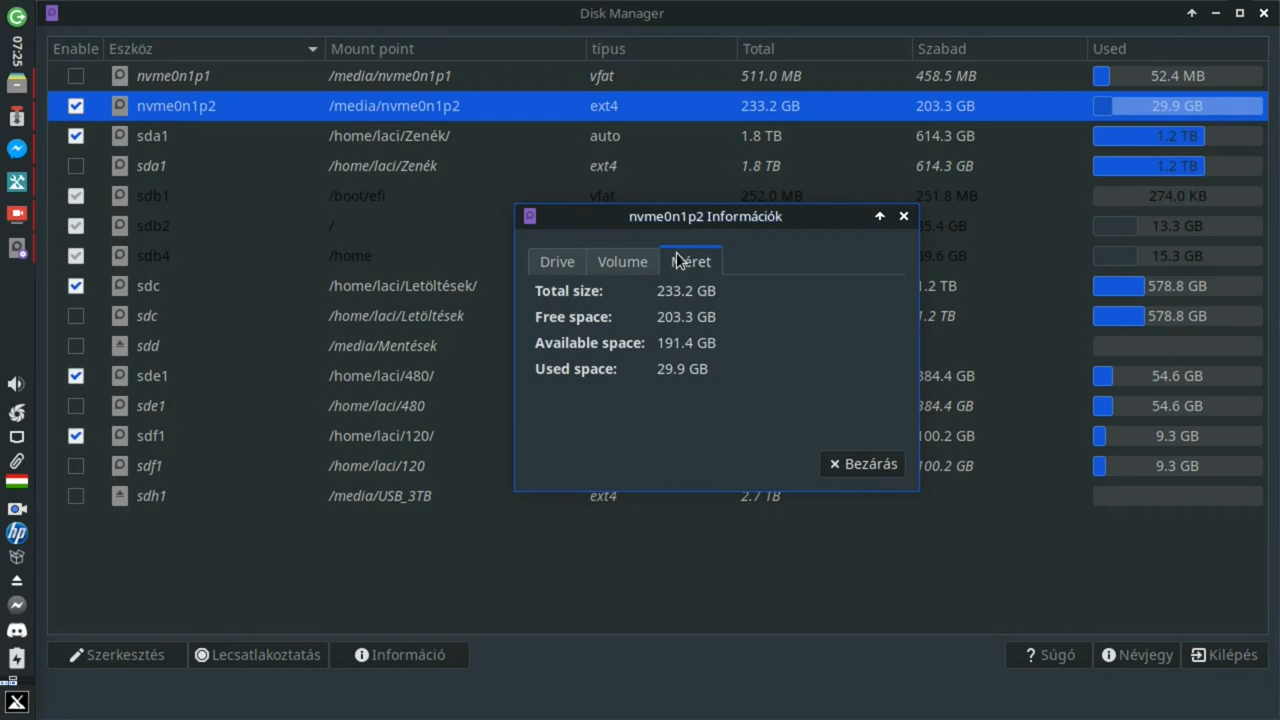 Disk Manager
07:25
Enable Eszköz Mount point típus Total Szabad Used
nvme0n1p1 /media/nvme0n1p1 vfat 511.0 MB 458.5 MB 52.4 MB
nvme0n1p2 /media/nvme0n1p2 ext4 233.2 GB 203.3 GB 29.9 GB
sda1 /home/laci/Zenék/ auto 1.8 TB 614.3 GB 1.2 TB
sda1 /home/laci/Zenék ext4 1.8 TB 614.3 GB 1.2 TB
sdb1 /boot/efi vfat 252.0 MB 251.8 MB 274.0 KB
sdb2 / 13.3 GB
sdb4 /home 15.3 GB
sdc /home/laci/Letöltések/ 578.8 GB
sdc /home/laci/Letöltések 578.8 GB
sdd /media/Mentések
sde1 /home/laci/480/ 384.4 GB 54.6 GB
sde1 /home/laci/480 384.4 GB 54.6 GB
sdf1 /home/laci/120/ 100.2 GB 9.3 GB
sdf1 /home/laci/120 100.2 GB 9.3 GB
sdh1 /media/USB_3TB ext4 2.7 TB
nvme0n1p2 Információk
Drive Volume Méret
Total size: 233.2 GB
Free space: 203.3 GB
Available space: 191.4 GB
Used space: 29.9 GB
Bezárás
Szerkesztés Lecsatlakoztatás Információ Súgó Névjegy Kilépés
hp